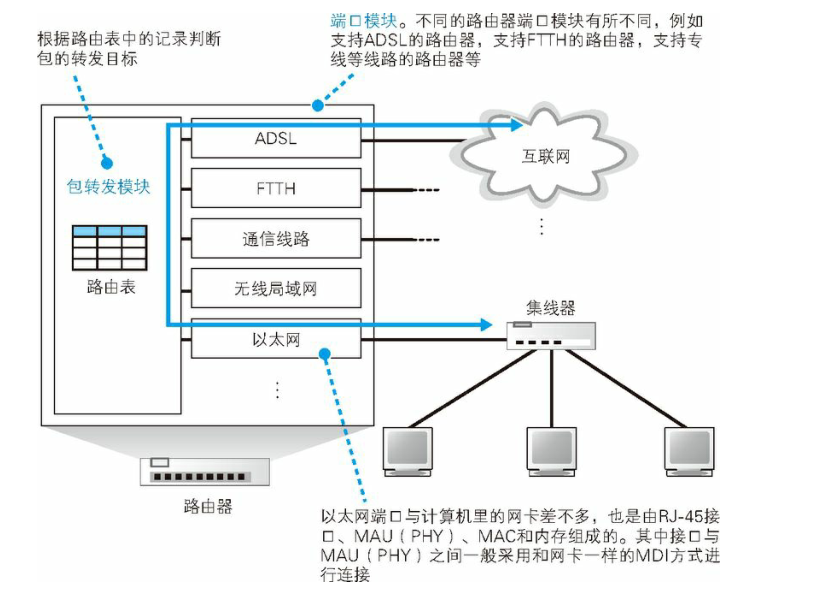 端口模块。不同的路由器端口模块有所不同，例如
支持ADSL的路由器，支持FTTH的路由器，支持专
线等线路的路由器等
根据路由表中的记录判断
包的转发目标
ADSL
互联网
包转发模块
FTTH
通信线路
路由表
无线局域网
集线器
以太网
路由器
以太网端口与计算机里的网卡差不多，也是由RJ-45接
口、MAU（PHY）、MAC和内存组成的。其中接口与
MAU（PHY）之间一般采用和网卡一样的MDI方式进
行连接